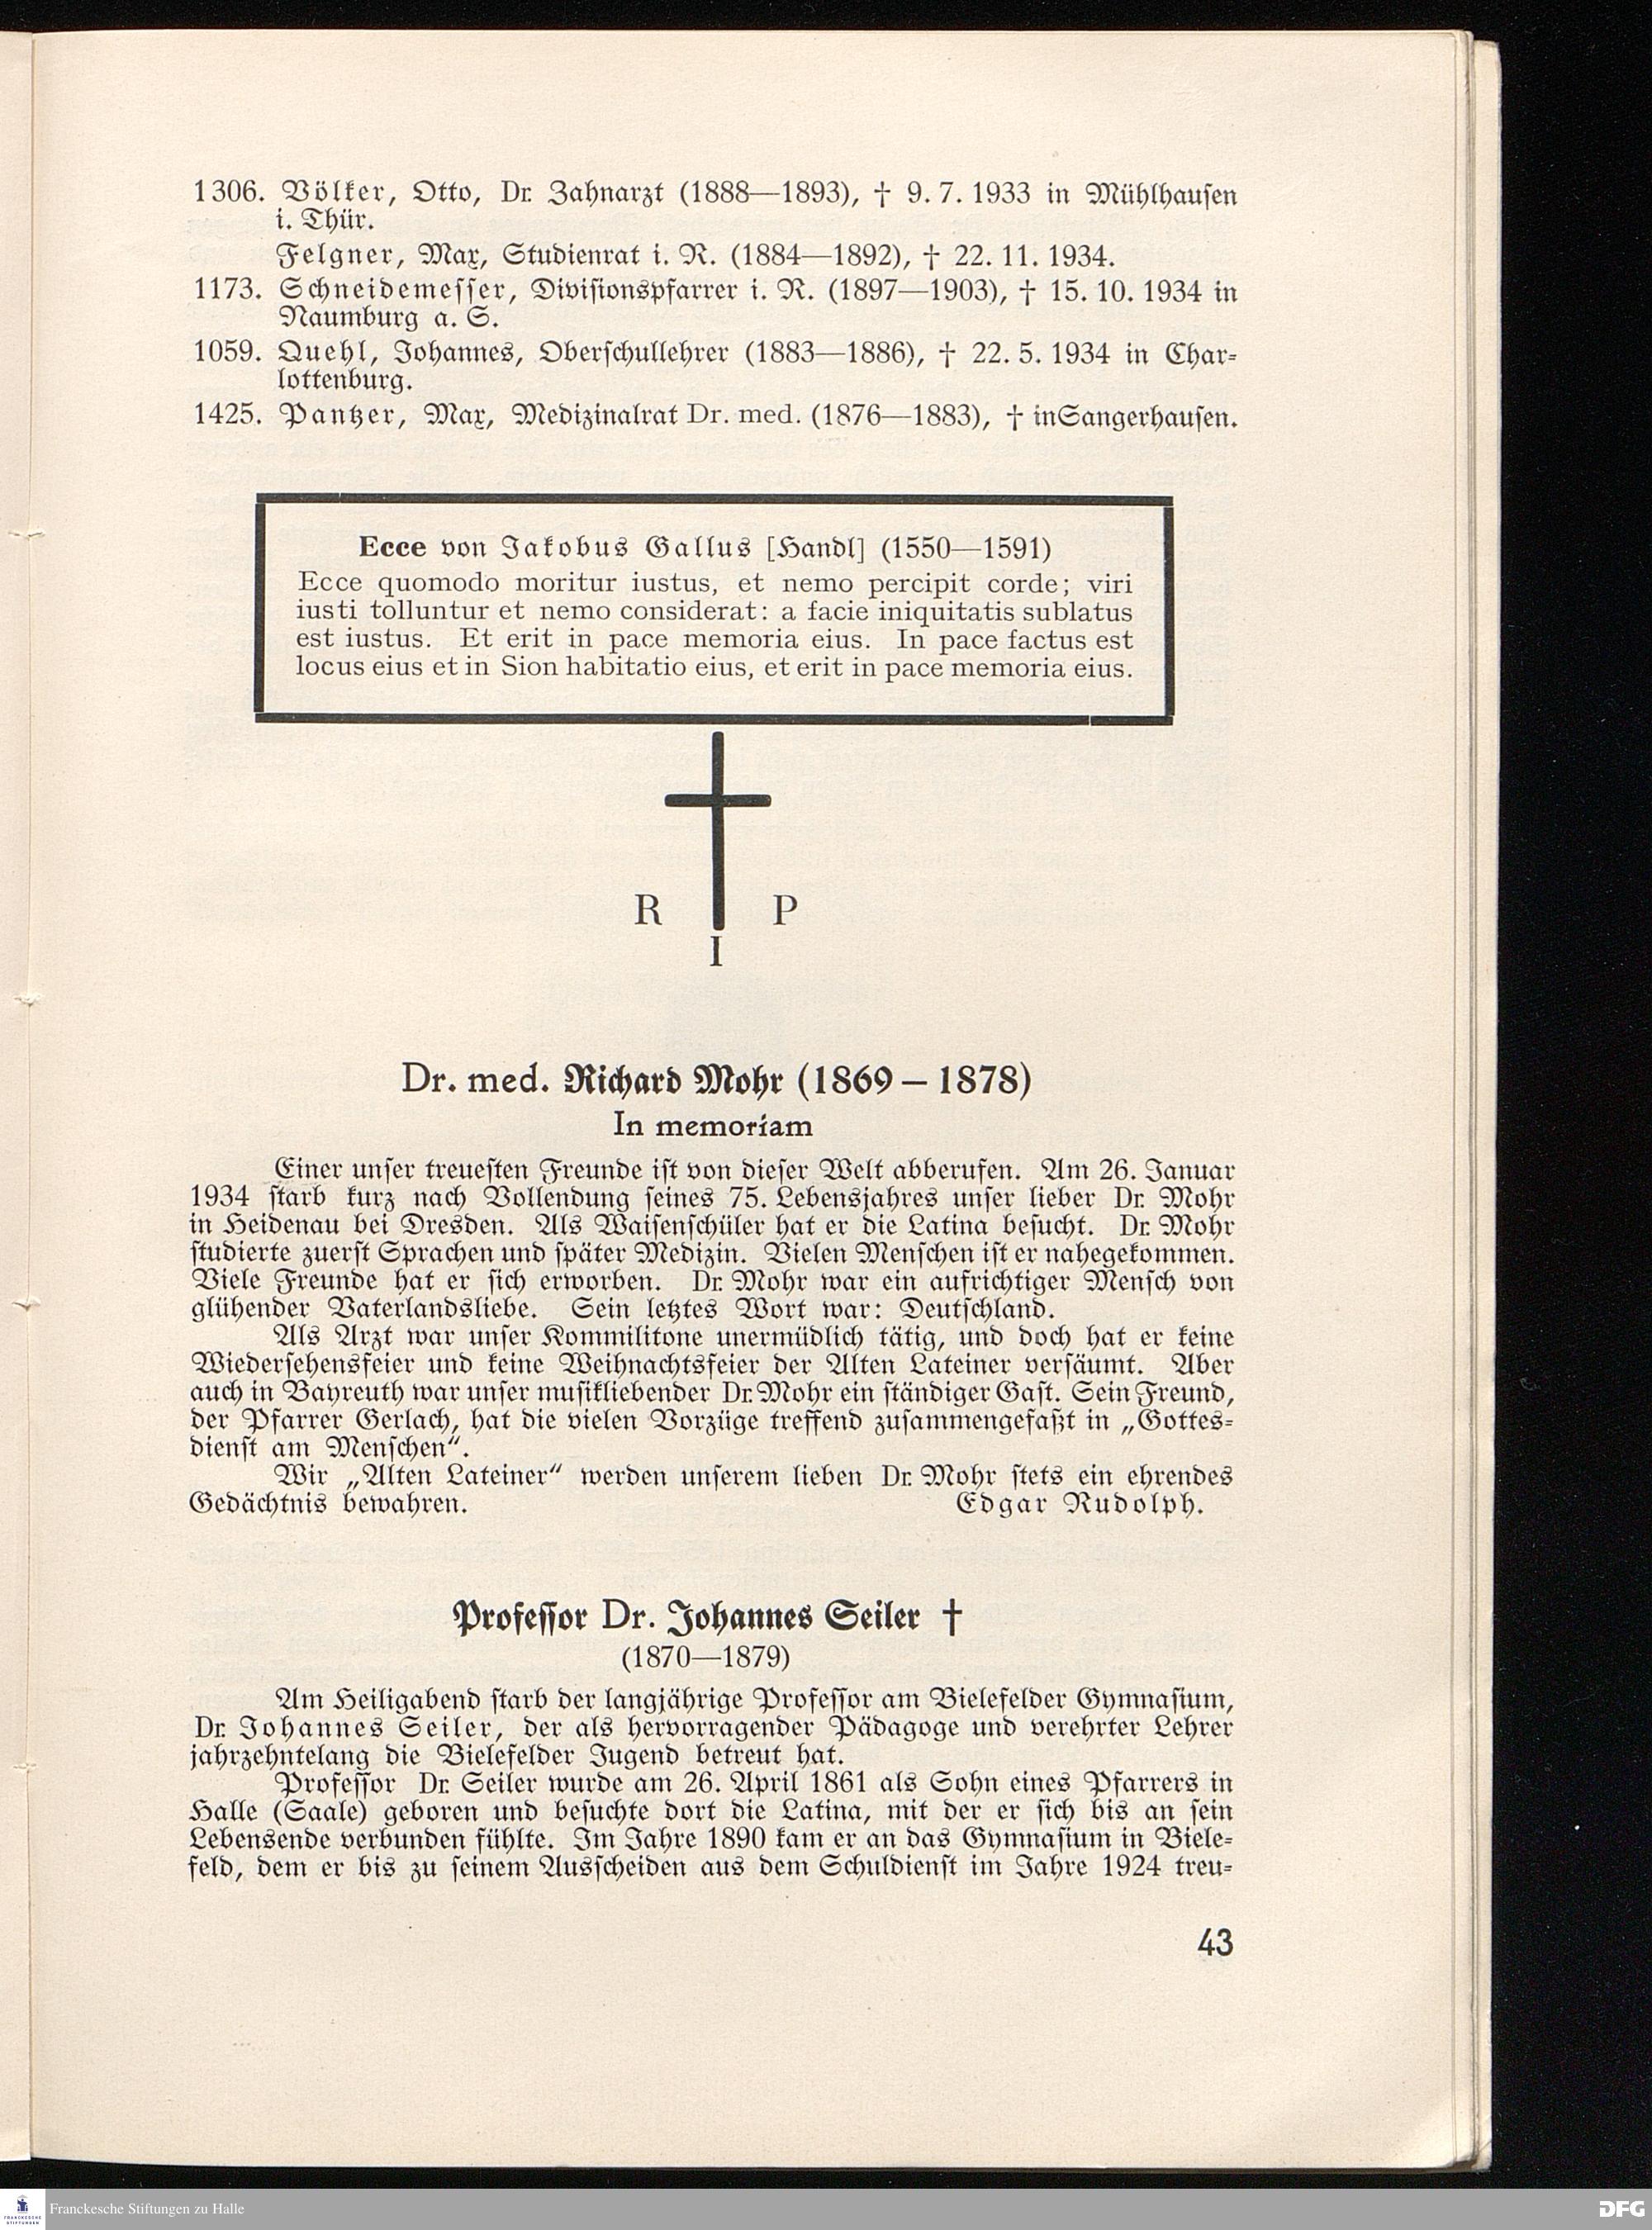 1306. Völker, Otto, Dr. Zahnarzt (1888—1893), † 9. 7. 1933 in Mühlhausen
i. Thür.
Felgner, Max, Studienrat i. R. (1884—1892), † 22. 11. 1934.
1173. Schneidemesser, Divisionspfarrer i. R. (1897—1903), † 15. 10. 1934 in
Naumburg a. S.
1059. Quehl, Johannes, Oberschullehrer (1883—1886), † 22. 5. 1934 in Char-
lottenburg.
1425. Pantzer, Max, Medizinalrat Dr. med. (1876—1883), † in Sangerhausen.
Ecce von Jakobus Gallus [Handl] (1550—1591)
Ecce quomodo moritur iustus, et nemo percipit corde; viri
iusti tolluntur et nemo considerat: a facie iniquitatis sublatus
est iustus. Et erit in pace memoria eius. In pace factus est
locus eius et in Sion habitatio eius, et erit in pace memoria eius.
R P
I
Dr. med. Richard Mohr (1869 – 1878)
In memoriam
Einer unser treuesten Freunde ist von dieser Welt abberufen. Am 26. Januar
1934 starb kurz nach Vollendung seines 75. Lebensjahres unser lieber Dr. Mohr
in Heidenau bei Dresden. Als Waisenschüler hat er die Latina besucht. Dr. Mohr
studierte zuerst Sprachen und später Medizin. Vielen Menschen ist er nahegekommen.
Viele Freunde hat er sich erworben. Dr. Mohr war ein aufrichtiger Mensch von
glühender Vaterlandsliebe. Sein letztes Wort war: Deutschland.
Als Arzt war unser Kommilitone unermüdlich tätig, und doch hat er keine
Wiedersehensfeier und keine Weihnachtsfeier der Alten Lateiner versäumt. Aber
auch in Bayreuth war unser musikliebender Dr. Mohr ein ständiger Gast. Sein Freund,
der Pfarrer Gerlach, hat die vielen Vorzüge treffend zusammengefaßt in „Gottes-
dienst am Menschen“.
Wir „Alten Lateiner“ werden unserem lieben Dr. Mohr stets ein ehrendes
Gedächtnis bewahren. Edgar Rudolph.
Professor Dr. Johannes Seiler †
(1870—1879)
Am Heiligabend starb der langjährige Professor am Bielefelder Gymnasium,
Dr. Johannes Seiler, der als hervorragender Pädagoge und verehrter Lehrer
jahrzehntelang die Bielefelder Jugend betreut hat.
Professor Dr. Seiler wurde am 26. April 1861 als Sohn eines Pfarrers in
Halle (Saale) geboren und besuchte dort die Latina, mit der er sich bis an sein
Lebensende verbunden fühlte. Im Jahre 1890 kam er an das Gymnasium in Biele-
feld, dem er bis zu seinem Ausscheiden aus dem Schuldienst im Jahre 1924 treu-
43
FRANCKESCHE
STIFTUNGEN
Franckesche Stiftungen zu Halle
DFG